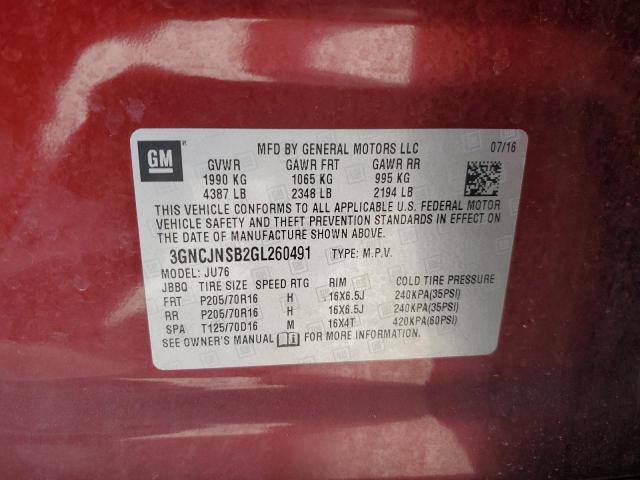 GM
MFD BY GENERAL MOTORS LLC 07/16
GVWR GAWR FRT GAWR RR
1990 KG 1065 KG 995 KG
4387 LB 2348 LB 2194 LB
THIS VEHICLE CONFORMS TO ALL APPLICABLE U.S. FEDERAL MOTOR
VEHICLE SAFETY AND THEFT PREVENTION STANDARDS IN EFFECT ON
THE DATE OF MANUFACTURE SHOWN ABOVE.
3GNCJNSB2GL260491 TYPE: M.P.V.
MODEL: JU76
JBBQ TIRE SIZE SPEED RTG RIM COLD TIRE PRESSURE
FRT P205/70R16 H 16X6.5J 240KPA(35PSI)
RR P205/70R16 H 16X6.5J 240KPA(35PSI)
SPA T125/70D16 M 16X4T 420KPA(60PSI)
SEE OWNER'S MANUAL FOR MORE INFORMATION.